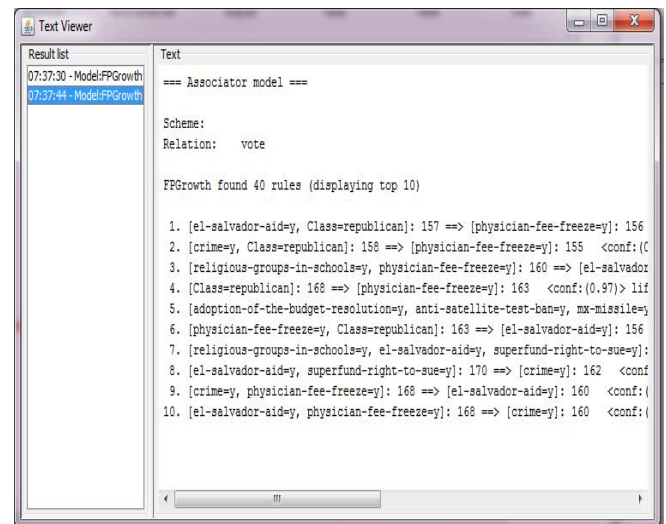 Text Viewer
Result list
07:37:30 - Model:FPGrowth
07:37:44 - Model:FPGrowth
Text
=== Associator model ===
Scheme:
Relation: vote
FPGrowth found 40 rules (displaying top 10)
1. [el-salvador-aid=y, Class=republican]: 157 ==> [physician-fee-freeze=y]: 156
2. [crime=y, Class=republican]: 158 ==> [physician-fee-freeze=y]: 155 <conf:(0
3. [religious-groups-in-schools=y, physician-fee-freeze=y]: 160 ==> [el-salvador
4. [Class=republican]: 168 ==> [physician-fee-freeze=y]: 163 <conf:(0.97)> lif
5. [adoption-of-the-budget-resolution=y, anti-satellite-test-ban=y, mx-missile=y
6. [physician-fee-freeze=y, Class=republican]: 163 ==> [el-salvador-aid=y]: 156
7. [religious-groups-in-schools=y, el-salvador-aid=y, superfund-right-to-sue=y]:
8. [el-salvador-aid=y, superfund-right-to-sue=y]: 170 ==> [crime=y]: 162 <conf
9. [crime=y, physician-fee-freeze=y]: 168 ==> [el-salvador-aid=y]: 160 <conf:(
10. [el-salvador-aid=y, physician-fee-freeze=y]: 168 ==> [crime=y]: 160 <conf:(